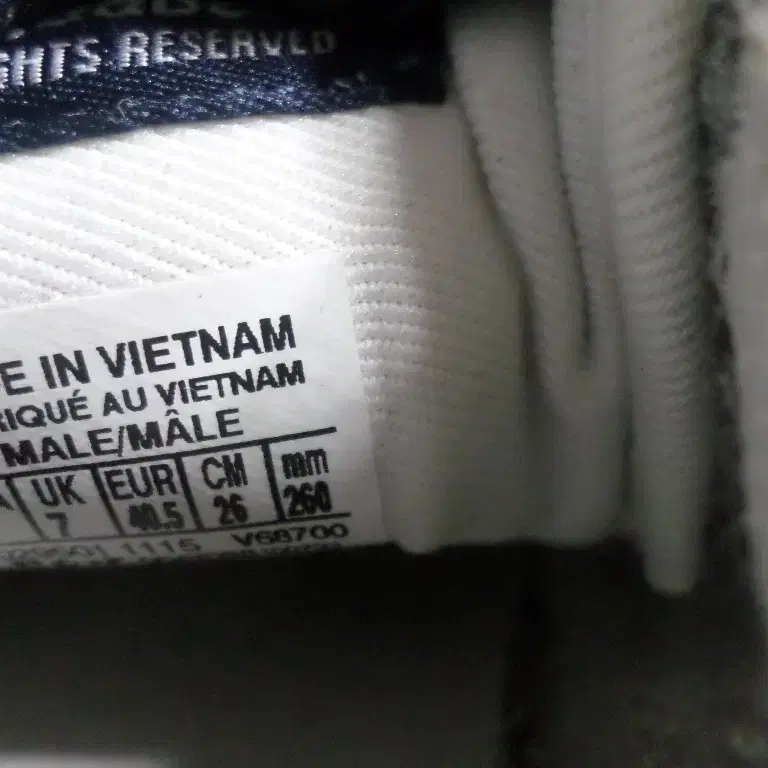 GHTS RESERVED
E IN VIETNAM
RIQUÉ AU VIETNAM
MALE/MÂLE
UK EUR CM mm
7 40.5 26 260
1115 V68700